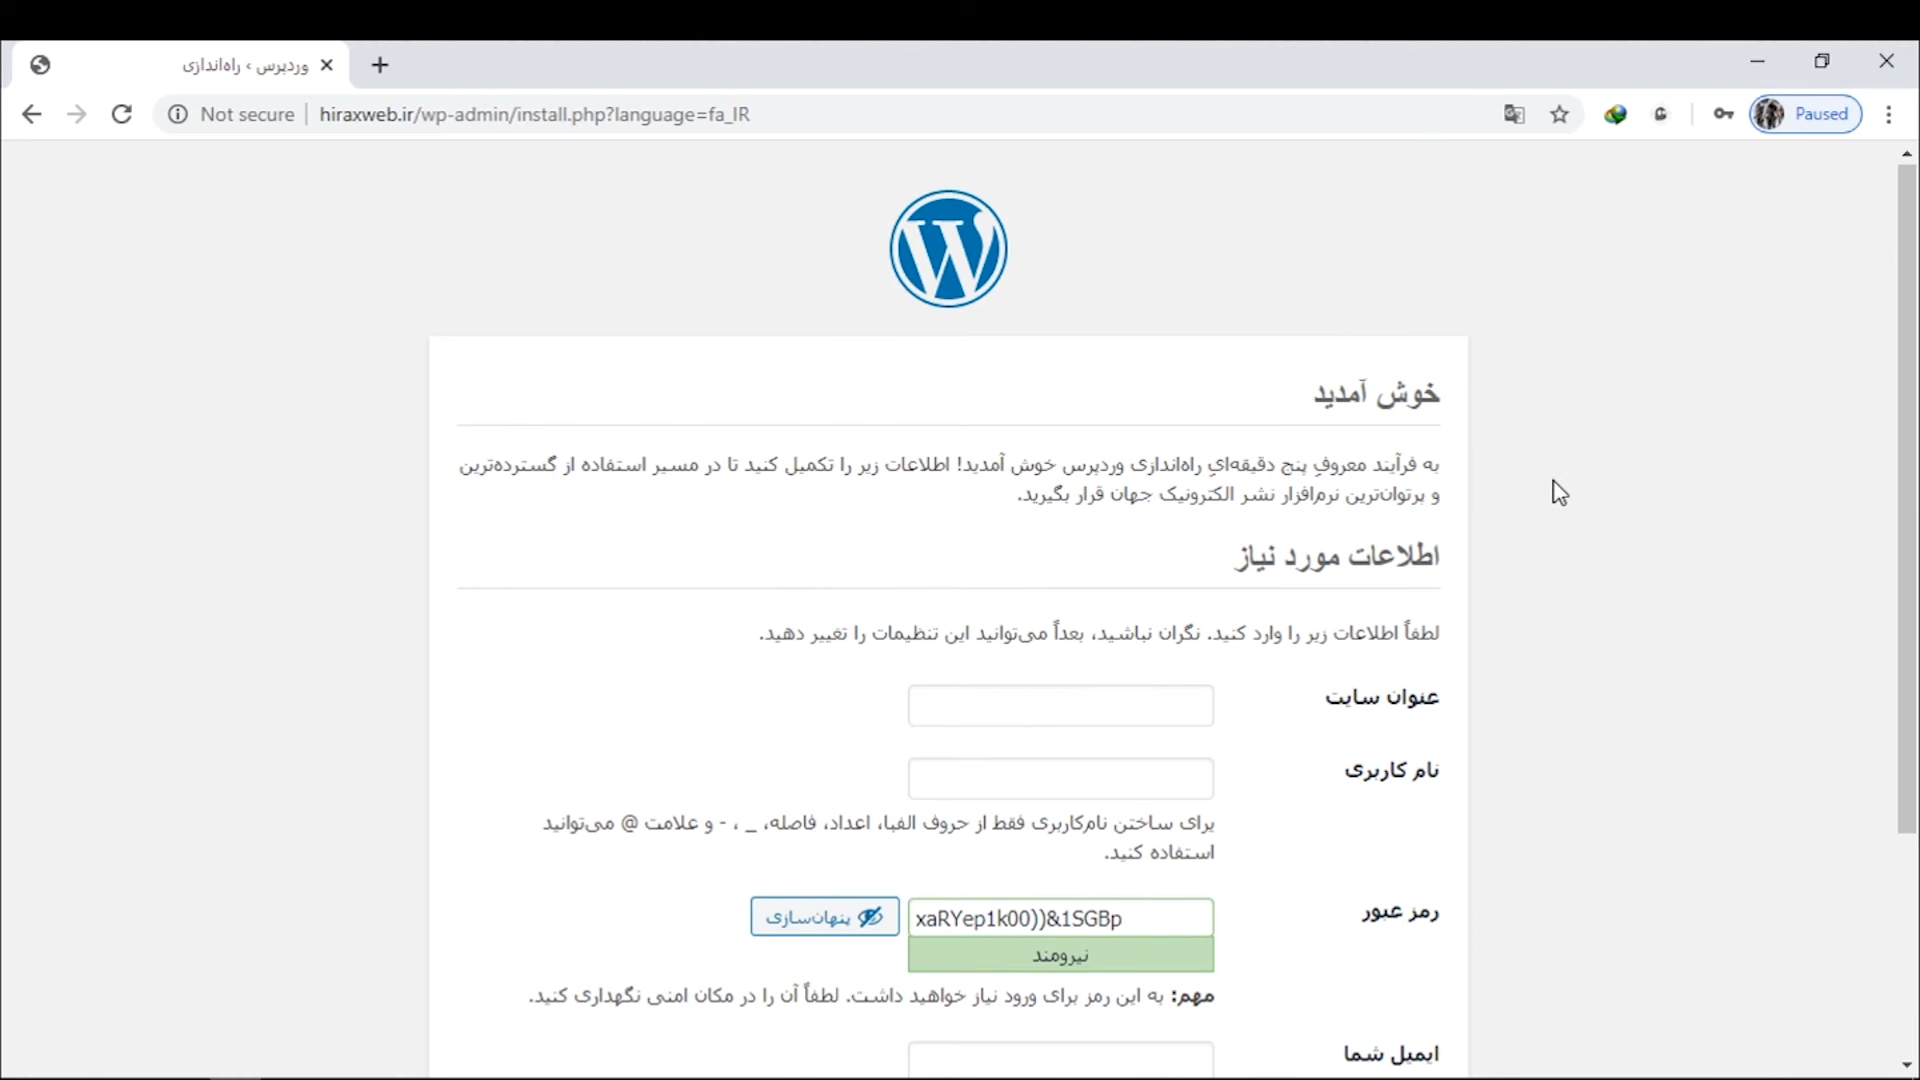 وردپرس › راه‌اندازی
Not secure
hiraxweb.ir/wp-admin/install.php?language=fa_IR
Paused
خوش آمدید
به فرآیند معروفِ پنج دقیقه‌ایِ راه‌اندازی وردپرس خوش آمدید! اطلاعات زیر را تکمیل کنید تا در مسیر استفاده از گسترده‌ترین
و پرتوان‌ترین نرم‌افزار نشر الکترونیک جهان قرار بگیرید.
اطلاعات مورد نیاز
لطفاً اطلاعات زیر را وارد کنید. نگران نباشید، بعداً می‌توانید این تنظیمات را تغییر دهید.
عنوان سایت
نام کاربری
برای ساختن نام‌کاربری فقط از حروف الفبا، اعداد، فاصله، _ ، - و علامت @ می‌توانید
استفاده کنید.
رمز عبور
xaRYep1k00))&1SGBp
پنهان‌سازی
نیرومند
مهم: به این رمز برای ورود نیاز خواهید داشت. لطفاً آن را در مکان امنی نگهداری کنید.
ایمیل شما